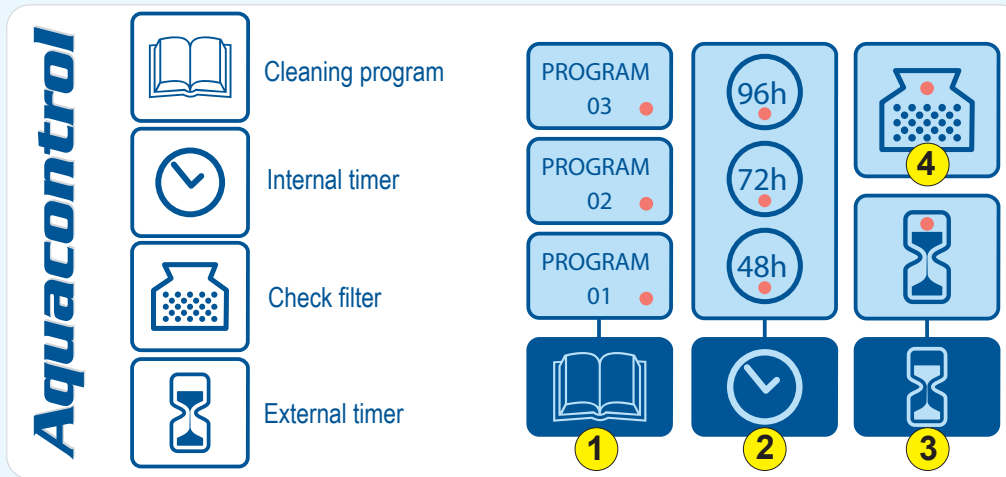 Aquacontrol
Cleaning program
Internal timer
Check filter
External timer
PROGRAM
03
PROGRAM
02
PROGRAM
01
96h
72h
48h
4
1
2
3